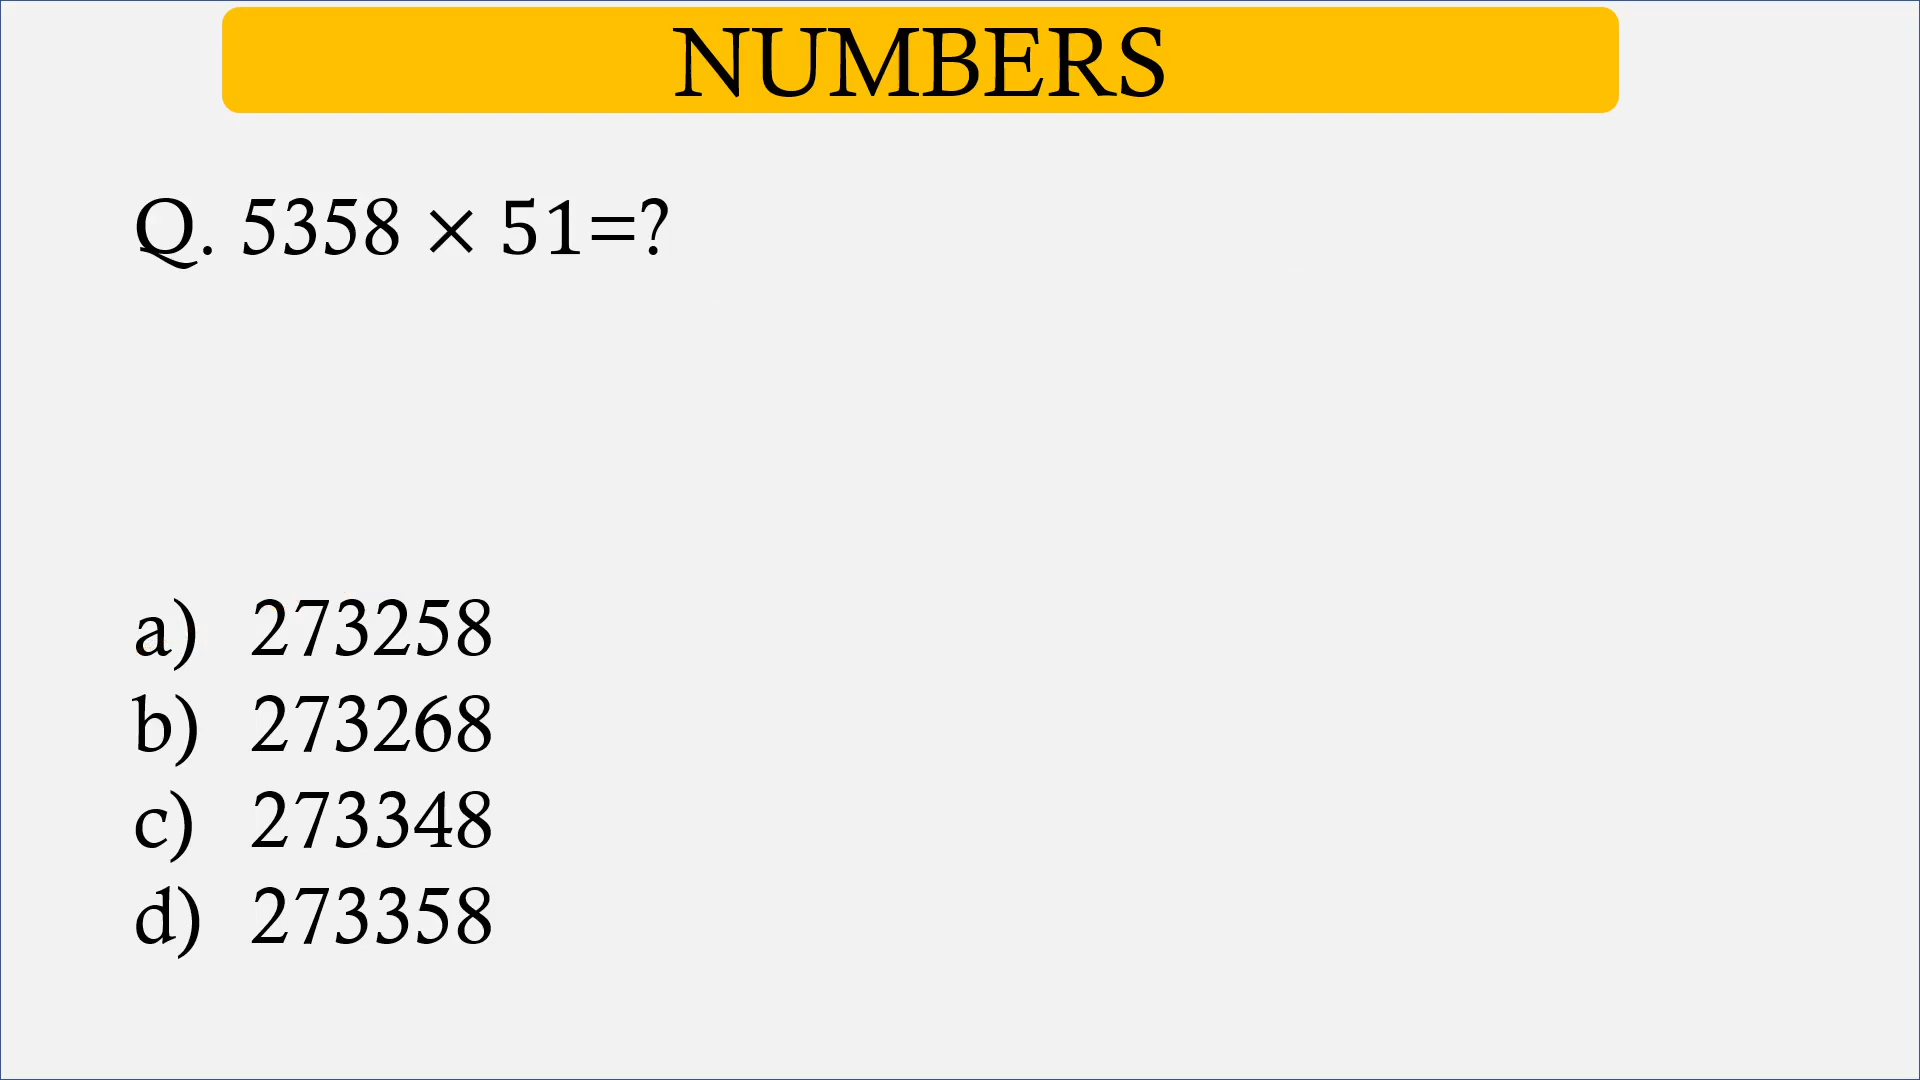 NUMBERS
Q. 5358 × 51=?
a) 273258
b) 273268
c) 273348
d) 273358